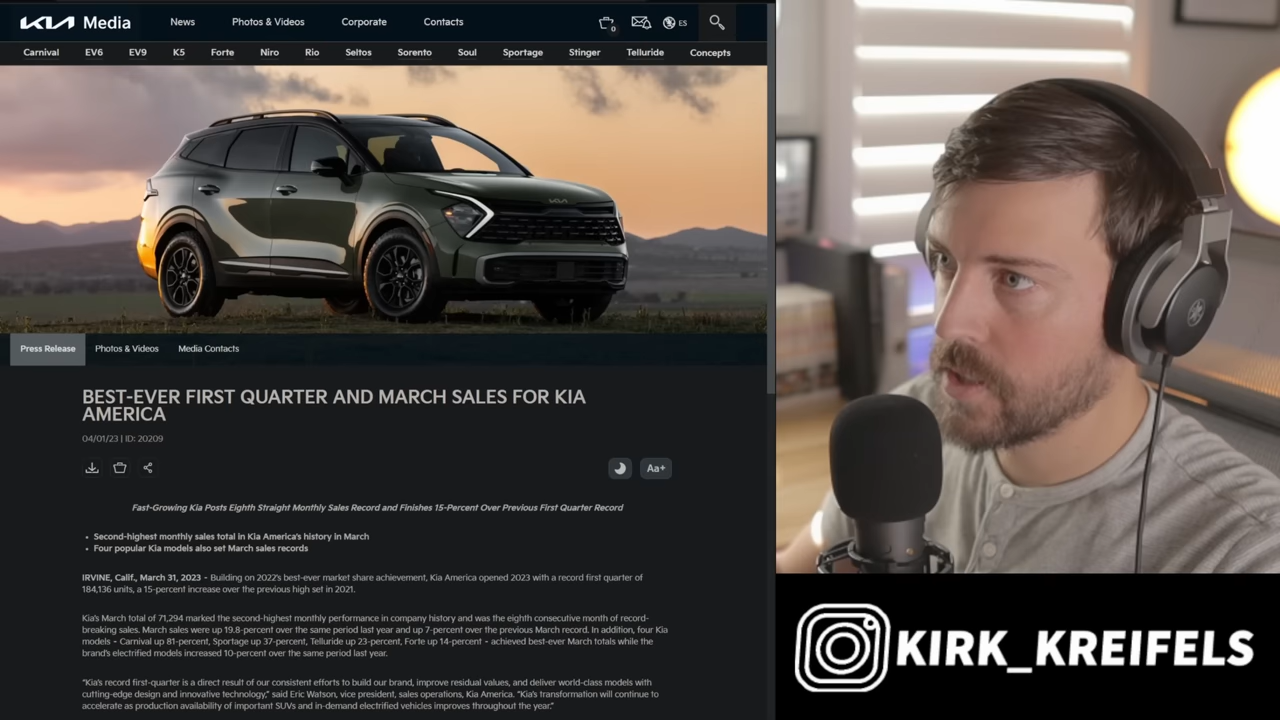 KIA Media News Photos & Videos Corporate Contacts 0 ES
Carnival EV6 EV9 K5 Forte Niro Rio Seltos Sorento Soul Sportage Stinger Telluride Concepts
Press Release Photos & Videos Media Contacts
BEST-EVER FIRST QUARTER AND MARCH SALES FOR KIA
AMERICA
04/01/23 | ID: 20209
Aa+
Fast-Growing Kia Posts Eighth Straight Monthly Sales Record and Finishes 15-Percent Over Previous First Quarter Record
• Second-highest monthly sales total in Kia America's history in March
• Four popular Kia models also set March sales records
IRVINE, Calif., March 31, 2023 - Building on 2022's best-ever market share achievement, Kia America opened 2023 with a record first quarter of
184,136 units, a 15-percent increase over the previous high set in 2021.
Kia's March total of 71,294 marked the second-highest monthly performance in company history and was the eighth consecutive month of record-
breaking sales. March sales were up 19.8-percent over the same period last year and up 7-percent over the previous March record. In addition, four Kia
models - Carnival up 81-percent, Sportage up 37-percent, Telluride up 23-percent, Forte up 14-percent - achieved best-ever March totals while the
brand's electrified models increased 10-percent over the same period last year.
"Kia's record first-quarter is a direct result of our consistent efforts to build our brand, improve residual values, and deliver world-class models with
cutting-edge design and innovative technology," said Eric Watson, vice president, sales operations, Kia America. "Kia's transformation will continue to
accelerate as production availability of important SUVs and in-demand electrified vehicles improves throughout the year."
KIRK_KREIFELS